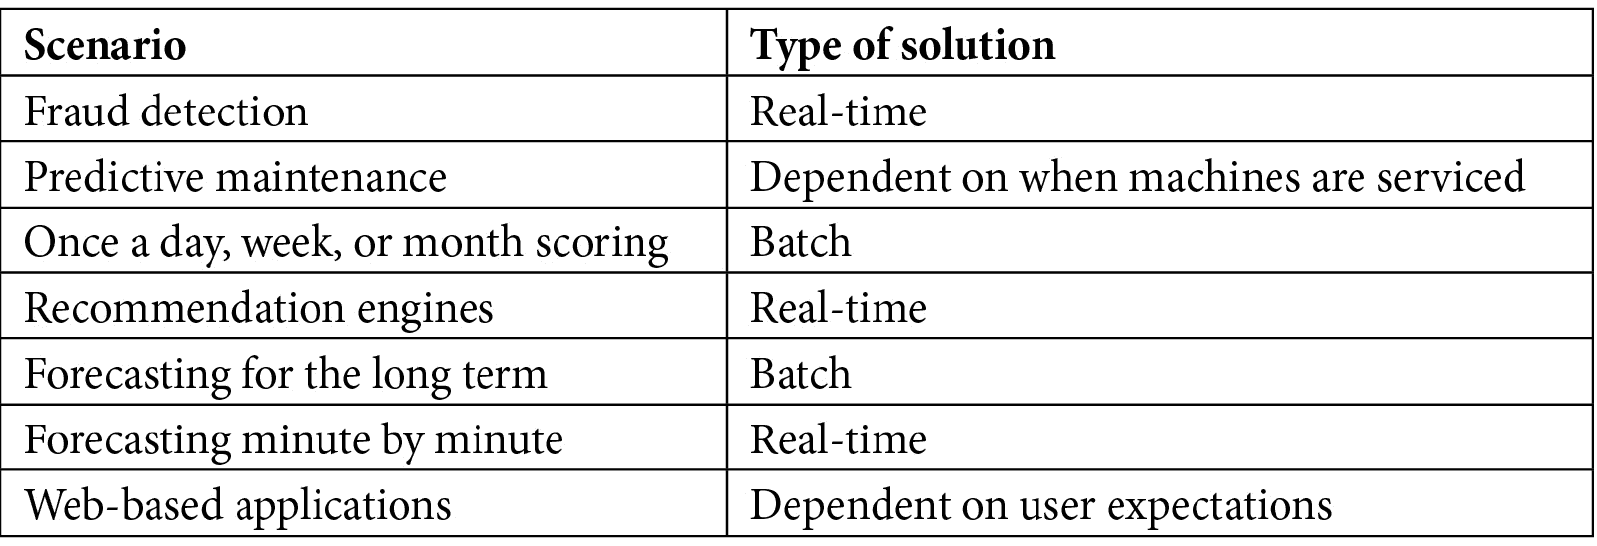 Scenario Type of solution
Fraud detection Real-time
Predictive maintenance Dependent on when machines are serviced
Once a day, week, or month scoring Batch
Recommendation engines Real-time
Forecasting for the long term Batch
Forecasting minute by minute Real-time
Web-based applications Dependent on user expectations